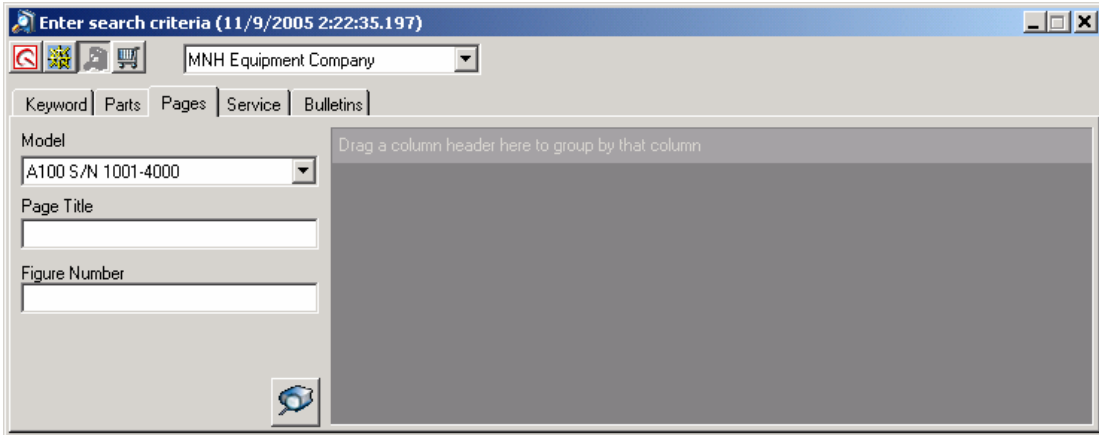 Enter search criteria (11/9/2005 2:22:35.197)
MNH Equipment Company
Keyword Parts Pages Service Bulletins
Model
Drag a column header here to group by that column
A100 S/N 1001-4000
Page Title
Figure Number